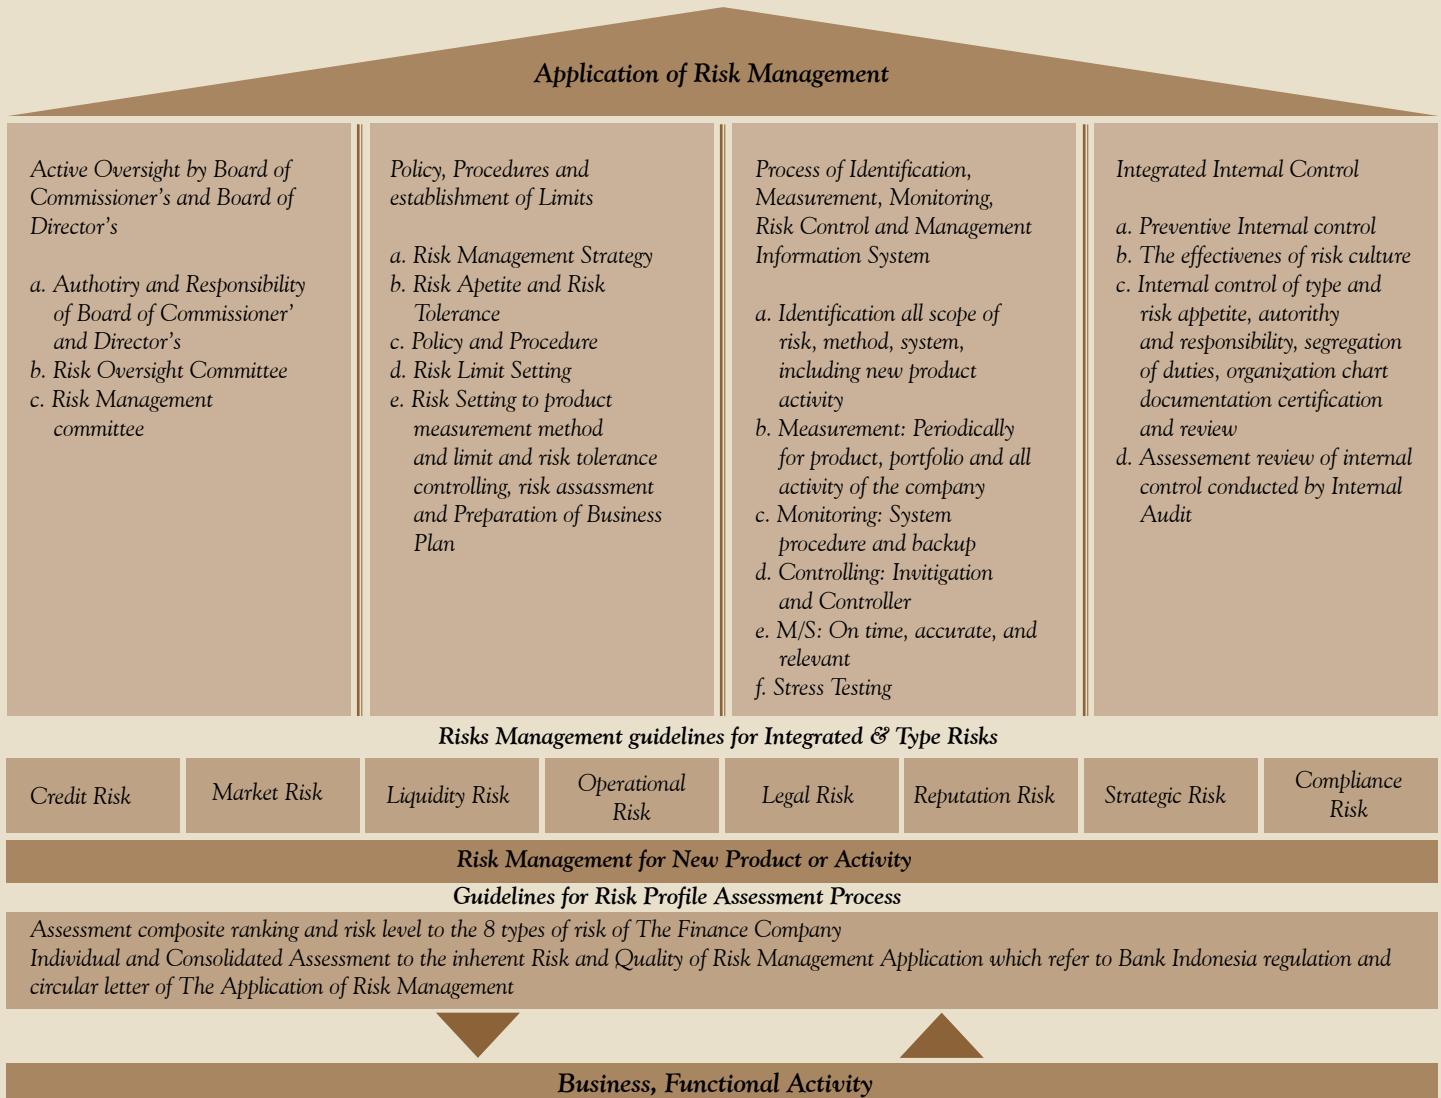 Application of Risk Management
Active Oversight by Board of
Commissioner's and Board of
Director's
a. Authotiry and Responsibility
of Board of Commissioner'
and Director's
b. Risk Oversight Committee
c. Risk Management
committee
Policy, Procedures and
establishment of Limits
a. Risk Management Strategy
b. Risk Apetite and Risk
Tolerance
c. Policy and Procedure
d. Risk Limit Setting
e. Risk Setting to product
measurement method
and limit and risk tolerance
controlling, risk assassment
and Preparation of Business
Plan
Process of Identification,
Measurement, Monitoring,
Risk Control and Management
Information System
a. Identification all scope of
risk, method, system,
including new product
activity
b. Measurement: Periodically
for product, portfolio and all
activity of the company
c. Monitoring: System
procedure and backup
d. Controlling: Invitigation
and Controller
e. M/S: On time, accurate, and
relevant
f. Stress Testing
Integrated Internal Control
a. Preventive Internal control
b. The effectivenes of risk culture
c. Internal control of type and
risk appetite, autorithy
and responsibility, segregation
of duties, organization chart
documentation certification
and review
d. Assessement review of internal
control conducted by Internal
Audit
Risks Management guidelines for Integrated & Type Risks
Credit Risk
Market Risk
Liquidity Risk
Operational
Risk
Legal Risk
Reputation Risk
Strategic Risk
Compliance
Risk
Risk Management for New Product or Activity
Guidelines for Risk Profile Assessment Process
Assessment composite ranking and risk level to the 8 types of risk of The Finance Company
Individual and Consolidated Assessment to the inherent Risk and Quality of Risk Management Application which refer to Bank Indonesia regulation and
circular letter of The Application of Risk Management
Business, Functional Activity